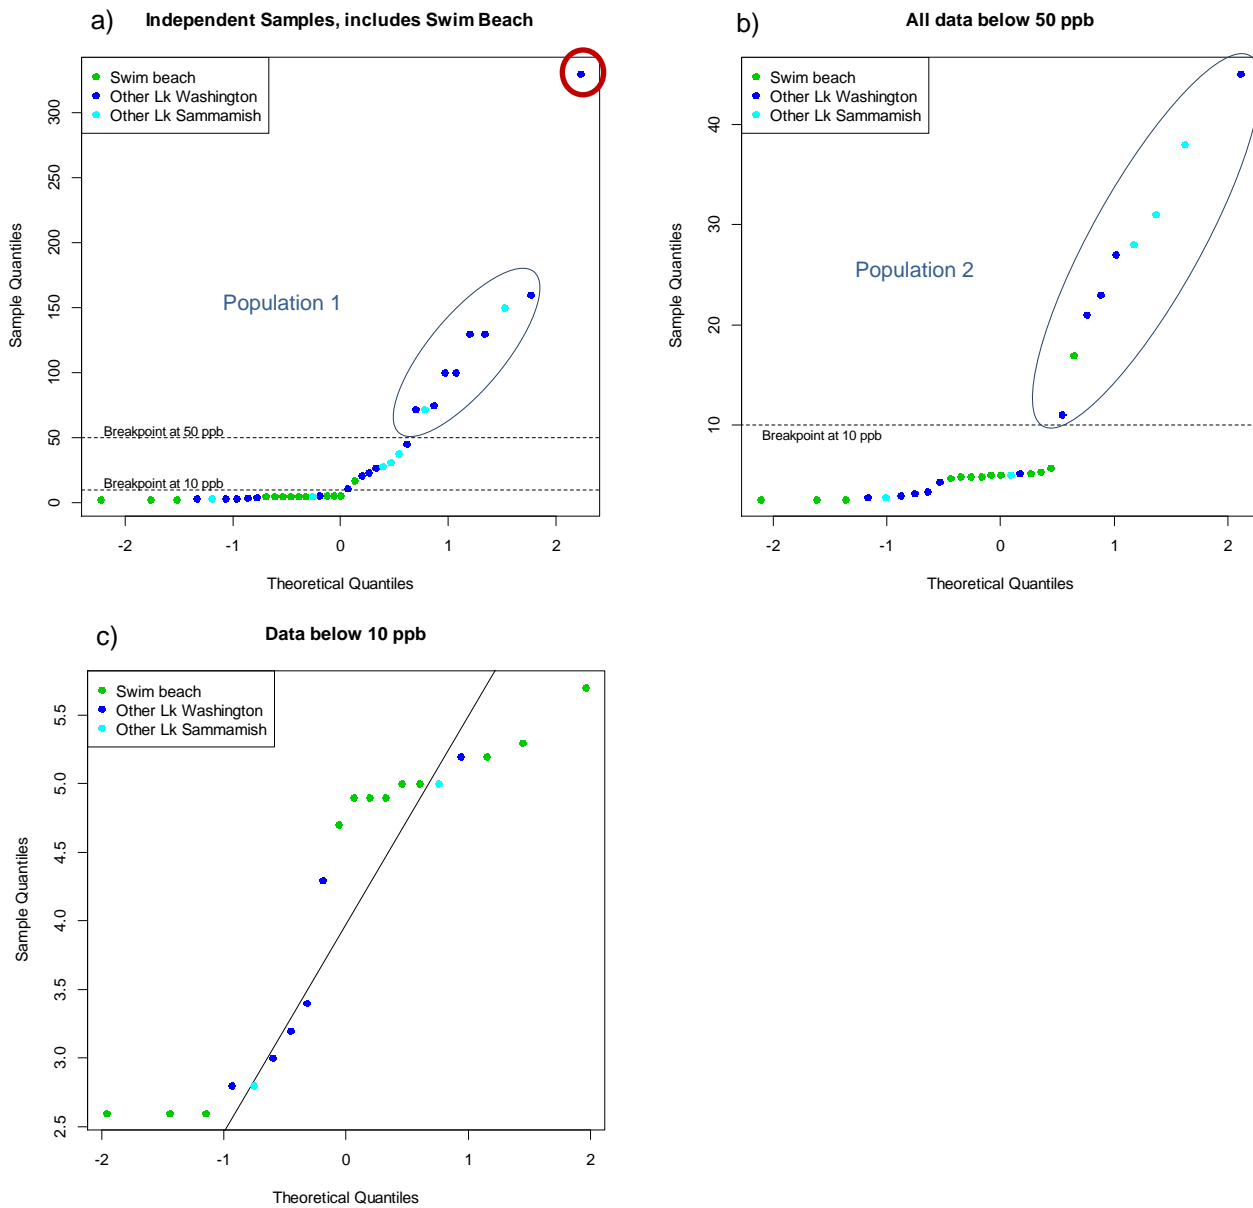 a)
Independent Samples, includes Swim Beach
Swim beach
Other Lk Washington
Other Lk Sammamish
Population 1
Breakpoint at 50 ppb
Breakpoint at 10 ppb
Sample Quantiles
0
50
100
150
200
250
300
-2
-1
0
1
2
Theoretical Quantiles
b)
All data below 50 ppb
Swim beach
Other Lk Washington
Other Lk Sammamish
Population 2
Breakpoint at 10 ppb
Sample Quantiles
10
20
30
40
-2
-1
0
1
2
Theoretical Quantiles
c)
Data below 10 ppb
Swim beach
Other Lk Washington
Other Lk Sammamish
Sample Quantiles
2.5
3.0
3.5
4.0
4.5
5.0
5.5
-2
-1
0
1
2
Theoretical Quantiles